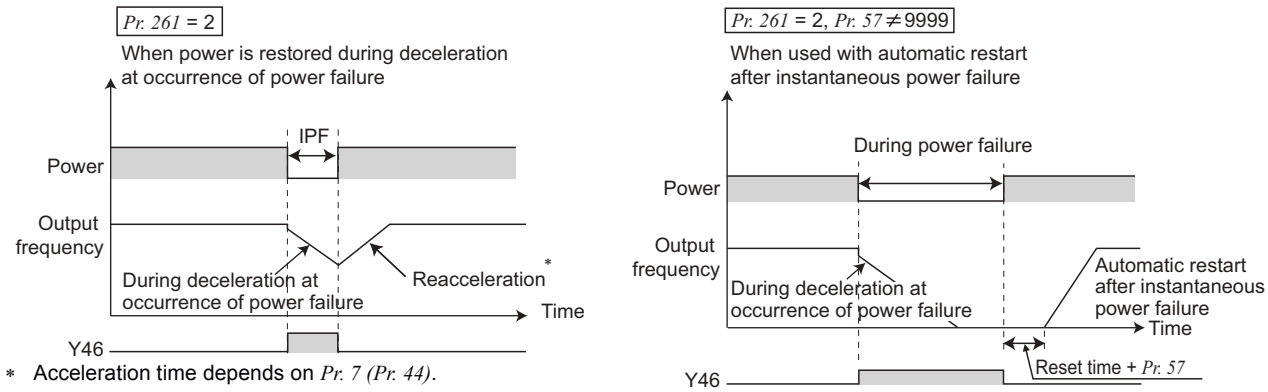 Pr. 261 = 2
When power is restored during deceleration
at occurrence of power failure
IPF
Power
Output
frequency
During deceleration at
occurrence of power failure
Reacceleration *
Time
Y46
* Acceleration time depends on Pr. 7 (Pr. 44).
Pr. 261 = 2, Pr. 57 ≠ 9999
When used with automatic restart
after instantaneous power failure
During power failure
Power
Output
frequency
During deceleration at
occurrence of power failure
Automatic restart
after instantaneous
power failure
Time
Reset time + Pr. 57
Y46